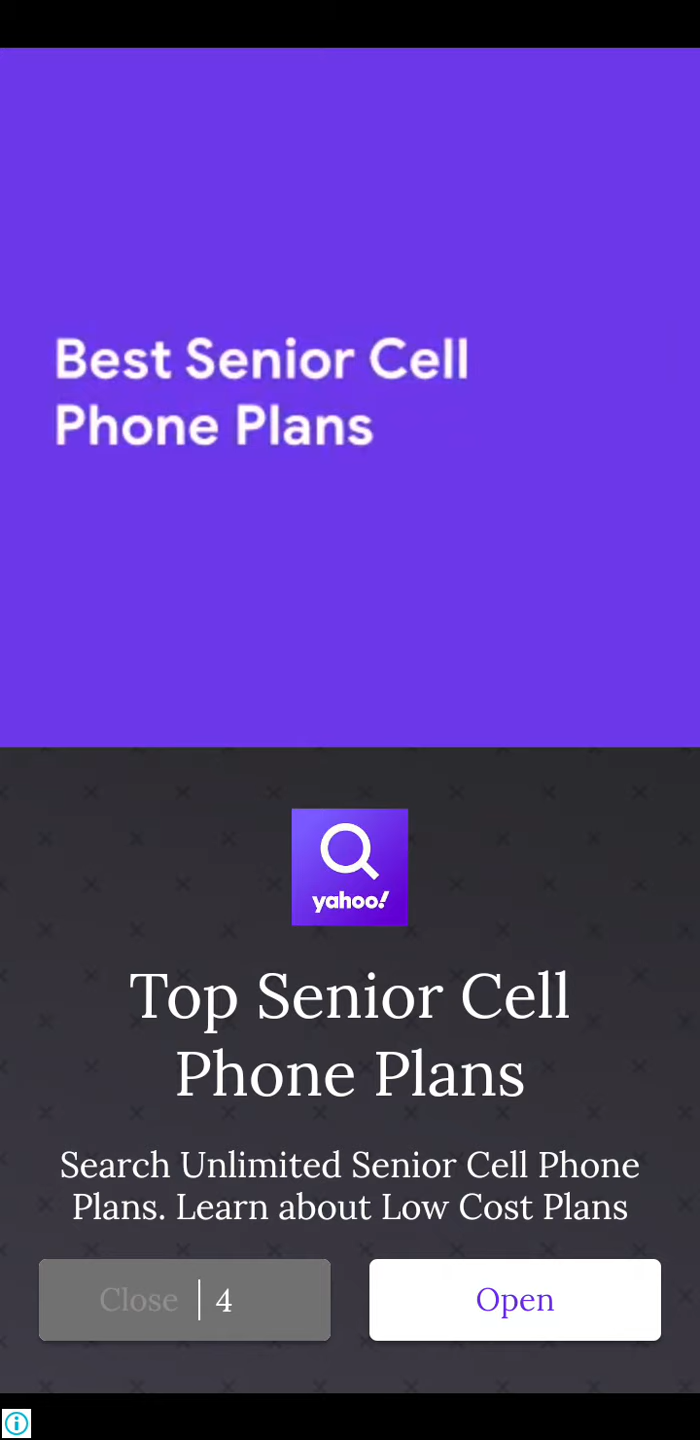 Best Senior Cell
Phone Plans
yahoo!
Top Senior Cell
Phone Plans
Search Unlimited Senior Cell Phone
Plans. Learn about Low Cost Plans
Close | 4
Open